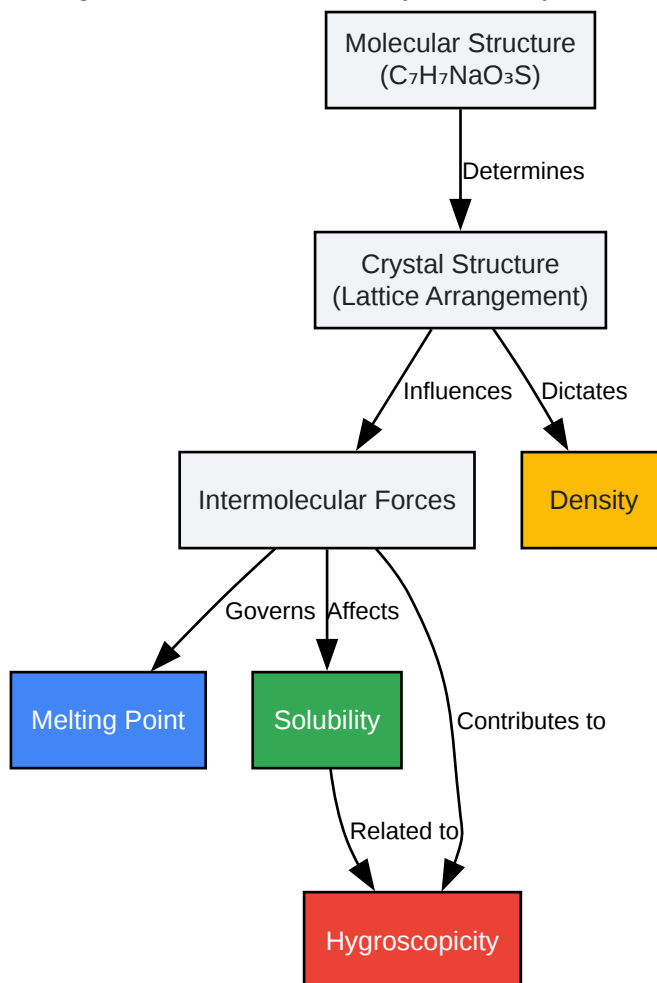 Molecular Structure
(C₇H₇NaO₃S)
Determines
Crystal Structure
(Lattice Arrangement)
Influences
Dictates
Intermolecular Forces
Density
Governs
Affects
Melting Point
Solubility
Contributes to
Related to
Hygroscopicity